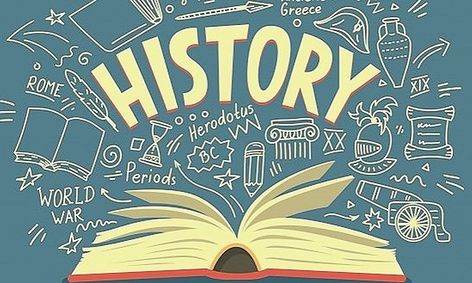 Greece
HISTORY
ROME
XIX
Herodotus
BC
XX
Periods
WORLD
WAR